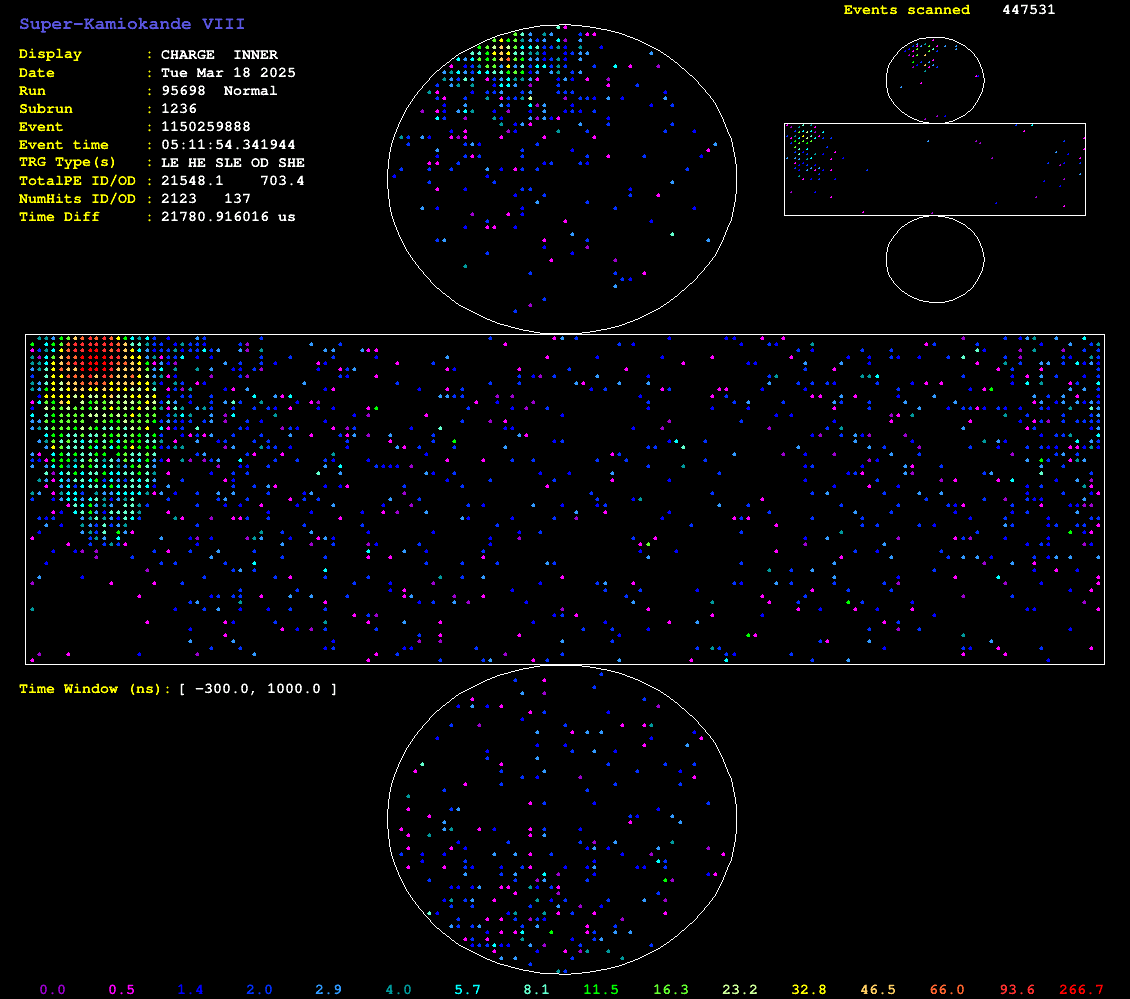 Super-Kamiokande VIII
Events scanned 447531
Display : CHARGE INNER
Date : Tue Mar 18 2025
Run : 95698 Normal
Subrun : 1236
Event : 1150259888
Event time : 05:11:54.341944
TRG Type(s) : LE HE SLE OD SHE
TotalPE ID/OD : 21548.1 703.4
NumHits ID/OD : 2123 137
Time Diff : 21780.916016 us
Time Window (ns): [ -300.0, 1000.0 ]
0.0 0.5 1.4 2.0 2.9 4.0 5.7 8.1 11.5 16.3 23.2 32.8 46.5 66.0 93.6 266.7